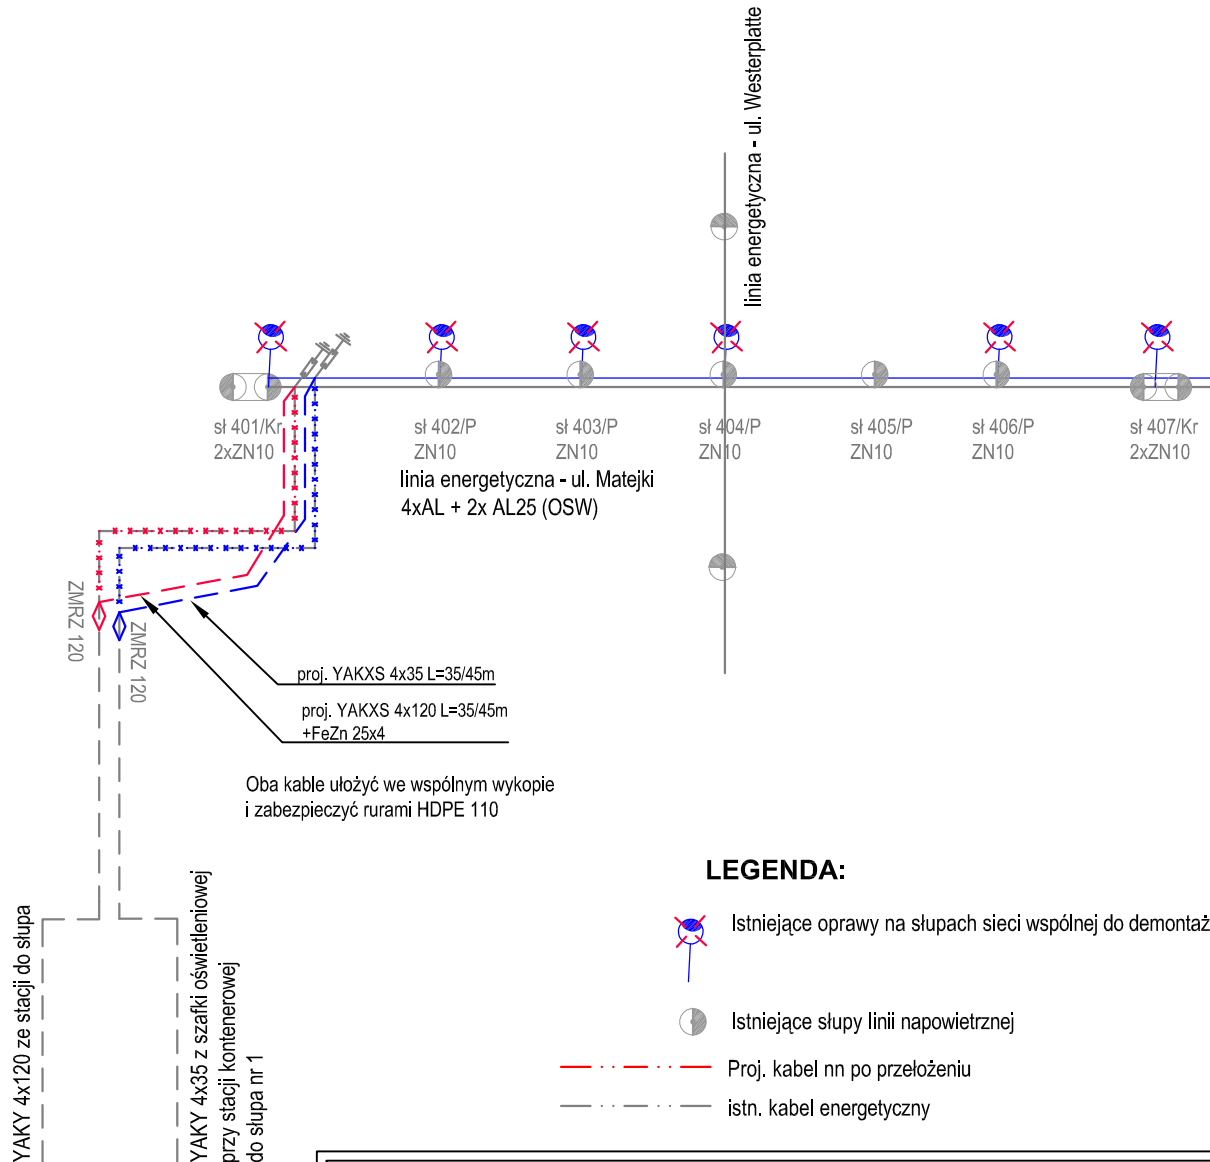 linia energetyczna - ul. Westerplatte
sł 401/Kr
2xZN10
sł 402/P
ZN10
sł 403/P
ZN10
sł 404/P
ZN10
sł 405/P
ZN10
sł 406/P
ZN10
sł 407/Kr
2xZN10
linia energetyczna - ul. Matejki
4xAL + 2x AL25 (OSW)
ZMRZ 120
ZMRZ 120
proj. YAKXS 4x35 L=35/45m
proj. YAKXS 4x120 L=35/45m
+FeZn 25x4
Oba kable ułożyć we wspólnym wykopie
i zabezpieczyć rurami HDPE 110
YAKY 4x120 ze stacji do słupa
YAKY 4x35 z szafki oświetleniowej
przy stacji kontenerowej
do słupa nr 1
LEGENDA:
Istniejące oprawy na słupach sieci wspólnej do demontaż
Istniejące słupy linii napowietrznej
Proj. kabel nn po przełożeniu
istn. kabel energetyczny